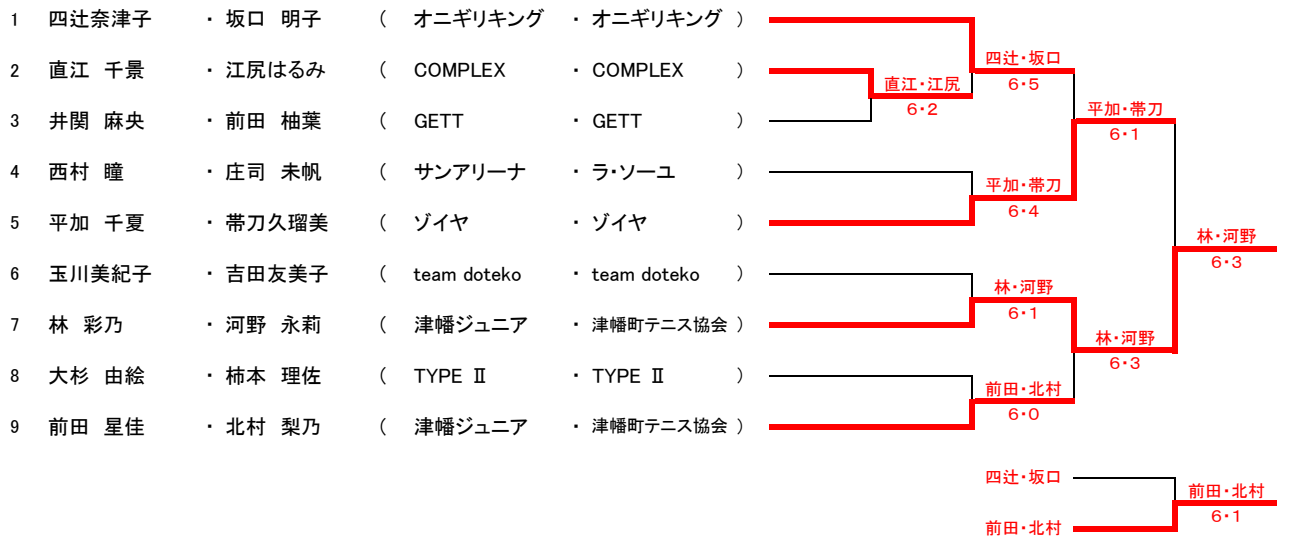 1 四辻奈津子 ・ 坂口 明子 ( オニギリキング ・ オニギリキング )
2 直江 千景 ・ 江尻はるみ ( COMPLEX ・ COMPLEX )
3 井関 麻央 ・ 前田 柚葉 ( GETT ・ GETT )
4 西村 瞳 ・ 庄司 未帆 ( サンアリーナ ・ ラ・ソーユ )
5 平加 千夏 ・ 帯刀久瑠美 ( ゾイヤ ・ ゾイヤ )
6 玉川美紀子 ・ 吉田友美子 ( team doteko ・ team doteko )
7 林 彩乃 ・ 河野 永莉 ( 津幡ジュニア ・ 津幡町テニス協会 )
8 大杉 由絵 ・ 柿本 理佐 ( TYPE Ⅱ ・ TYPE Ⅱ )
9 前田 星佳 ・ 北村 梨乃 ( 津幡ジュニア ・ 津幡町テニス協会 )
直江・江尻
6・2
四辻・坂口
6・5
平加・帯刀
6・4
林・河野
6・1
前田・北村
6・0
平加・帯刀
6・1
林・河野
6・3
林・河野
6・3
四辻・坂口
前田・北村
前田・北村
6・1